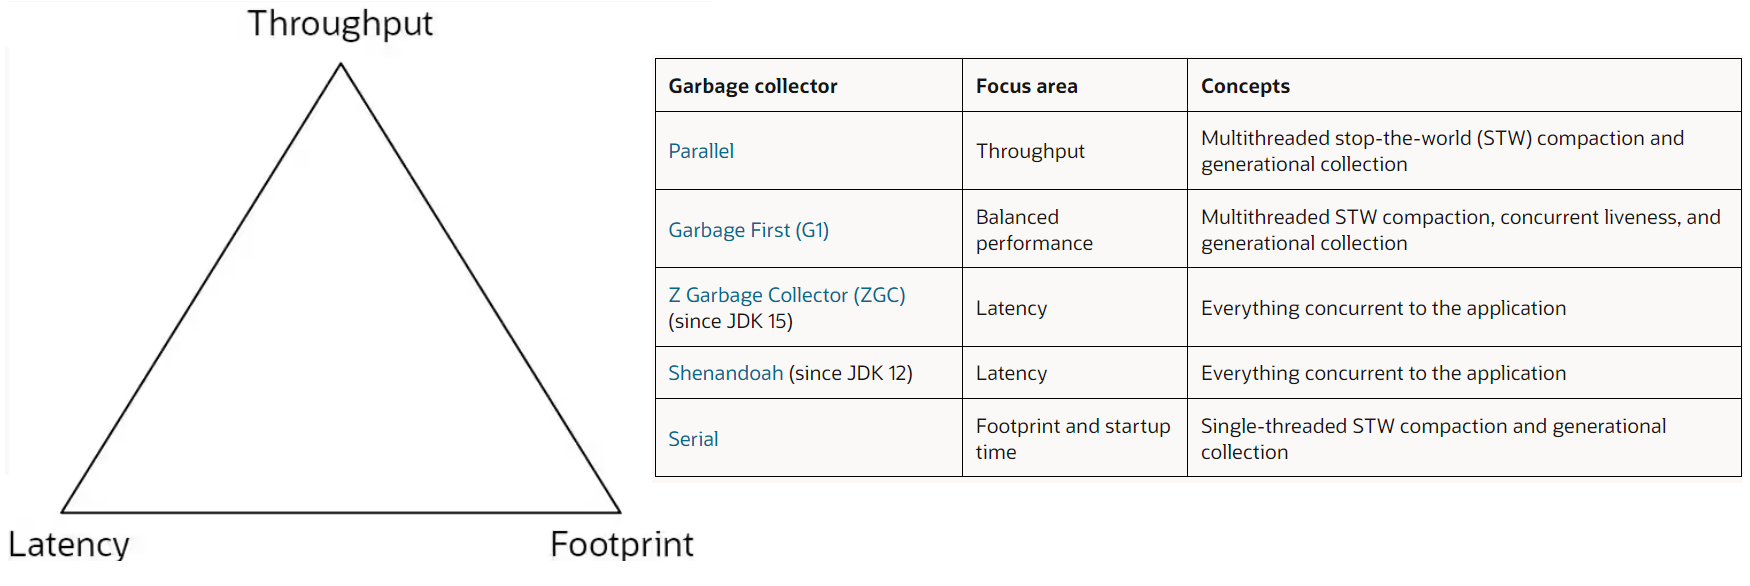 Throughput
Latency
Footprint
Garbage collector
Focus area
Concepts
Parallel
Throughput
Multithreaded stop-the-world (STW) compaction and
generational collection
Garbage First (G1)
Balanced
performance
Multithreaded STW compaction, concurrent liveness, and
generational collection
Z Garbage Collector (ZGC)
(since JDK 15)
Latency
Everything concurrent to the application
Shenandoah (since JDK 12)
Latency
Everything concurrent to the application
Serial
Footprint and startup
time
Single-threaded STW compaction and generational
collection